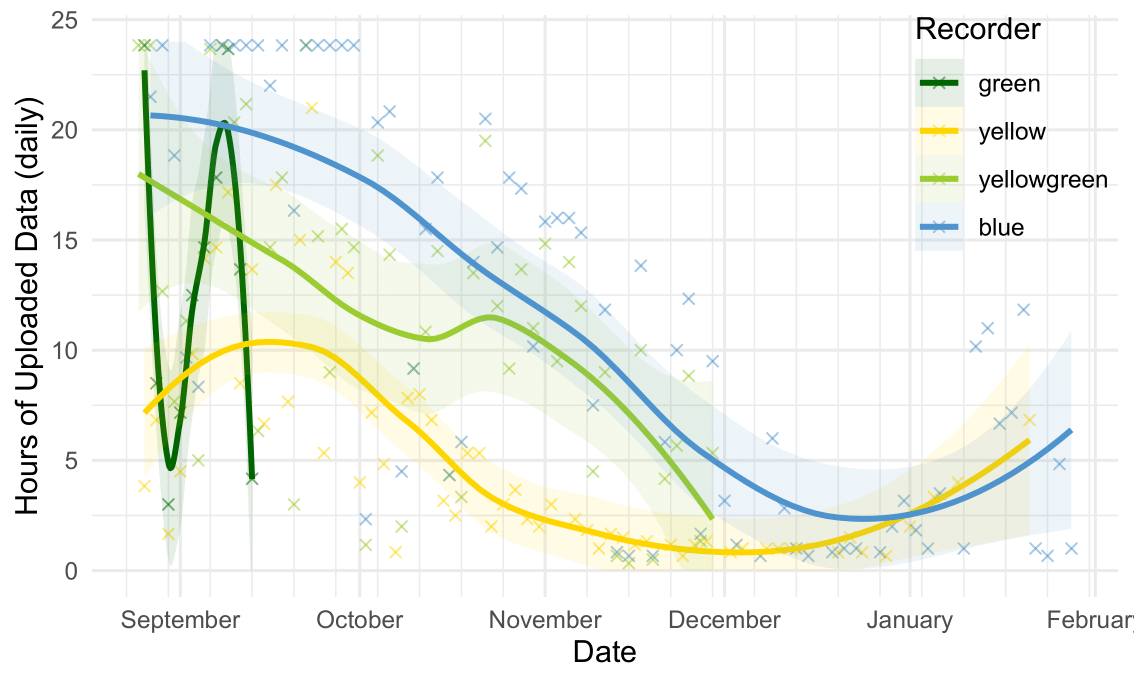 Hours of Uploaded Data (daily)
25
20
15
10
5
0
Recorder
green
yellow
yellowgreen
blue
September October November December January February
Date